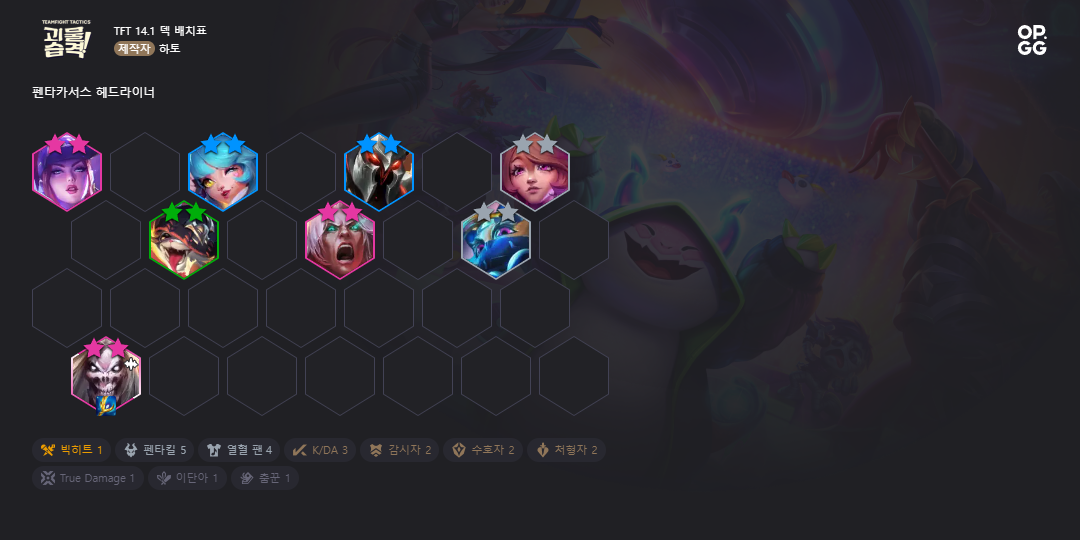 TEAMFIGHT TACTICS
괴물
습격!
TFT 14.1 덱 배치표
제작자 하토
OP.
GG
펜타카서스 헤드라이너
빅히트 1 펜타킬 5 열혈 팬 4 K/DA 3 감시자 2 수호자 2 처형자 2
True Damage 1 이단아 1 춤꾼 1